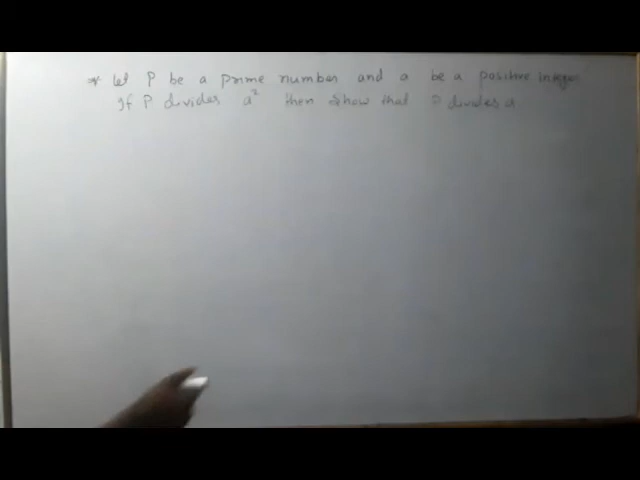 * Let P be a prime number and a be a positive integer
If P divides a² then show that P divides a